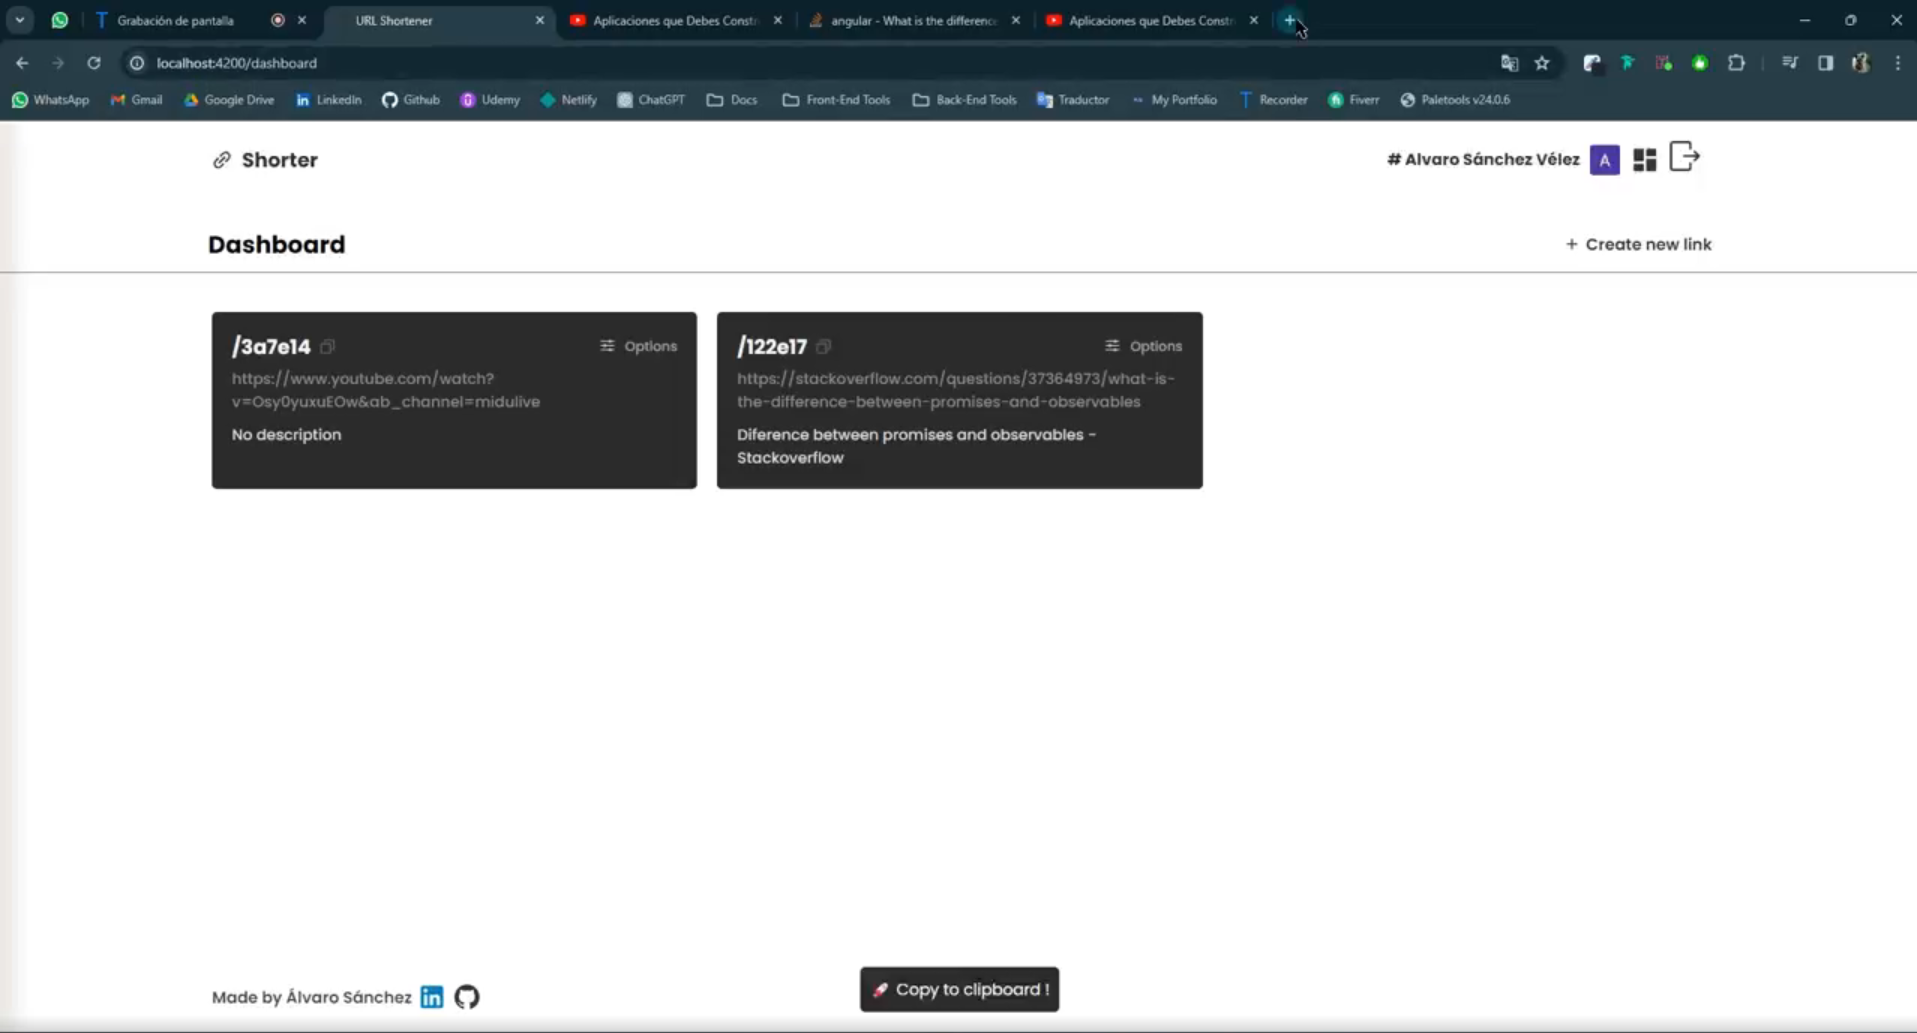 Grabación de pantalla
URL Shortener
Aplicaciones que Debes Constr
angular - What is the difference
Aplicaciones que Debes Constr
localhost:4200/dashboard
WhatsApp
Gmail
Google Drive
LinkedIn
Github
Udemy
Netlify
ChatGPT
Docs
Front-End Tools
Back-End Tools
Traductor
My Portfolio
Recorder
Fiverr
Paletools v24.0.6
Shorter
# Alvaro Sánchez Vélez
A
Dashboard
+ Create new link
/3a7e14
Options
https://www.youtube.com/watch?
v=Osy0yuxuEOw&ab_channel=midulive
No description
/122e17
Options
https://stackoverflow.com/questions/37364973/what-is-
the-difference-between-promises-and-observables
Diference between promises and observables -
Stackoverflow
Made by Álvaro Sánchez
🚀 Copy to clipboard !